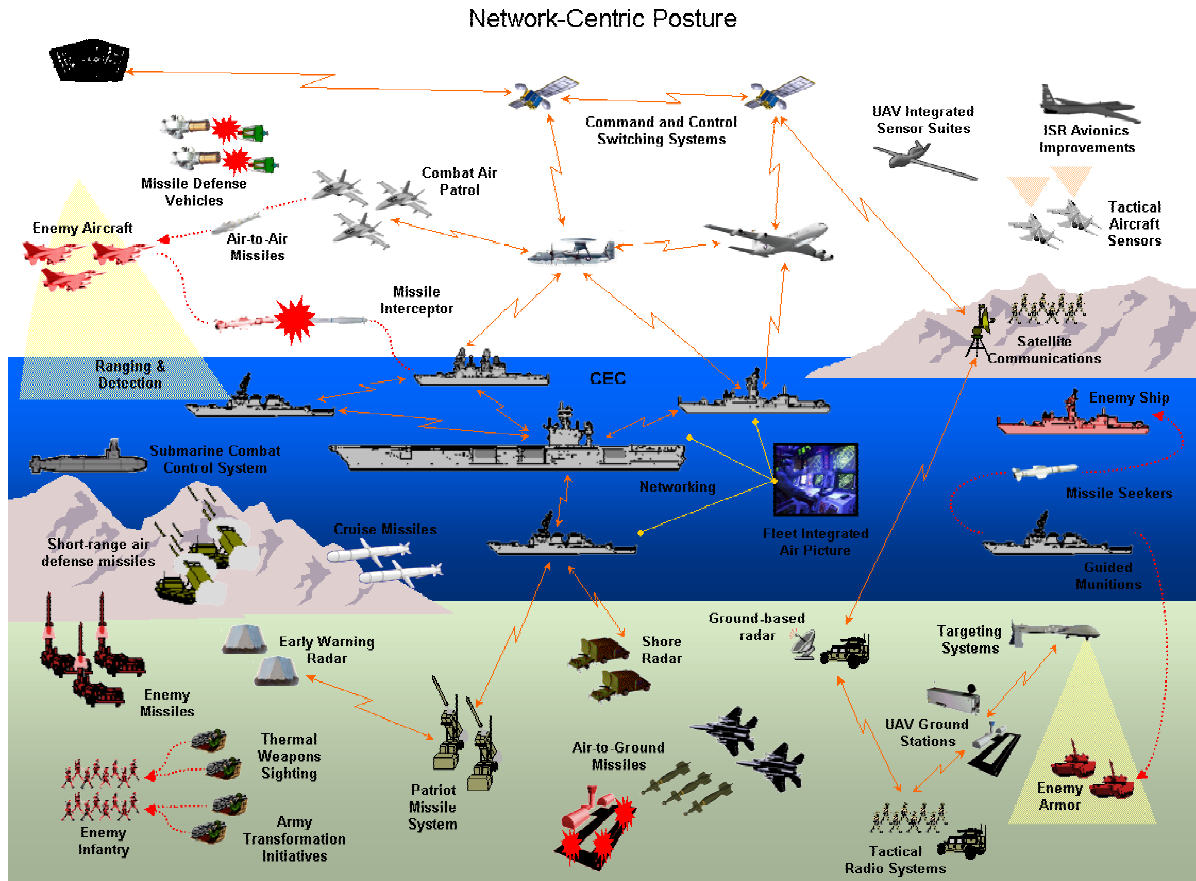 Network-Centric Posture
Command and Control
Switching Systems
UAV Integrated
Sensor Suites
ISR Avionics
Improvements
Missile Defense
Vehicles
Combat Air
Patrol
Tactical
Aircraft
Sensors
Enemy Aircraft
Air-to-Air
Missiles
Missile
Interceptor
Satellite
Communications
Ranging &
Detection
CEC
Enemy Ship
Submarine Combat
Control System
Networking
Missile Seekers
Cruise Missiles
Fleet Integrated
Air Picture
Short-range air
defense missiles
Guided
Munitions
Early Warning
Radar
Shore
Radar
Ground-based
radar
Targeting
Systems
Enemy
Missiles
UAV Ground
Stations
Thermal
Weapons
Sighting
Air-to-Ground
Missiles
Patriot
Missile
System
Enemy
Armor
Enemy
Infantry
Army
Transformation
Initiatives
Tactical
Radio Systems